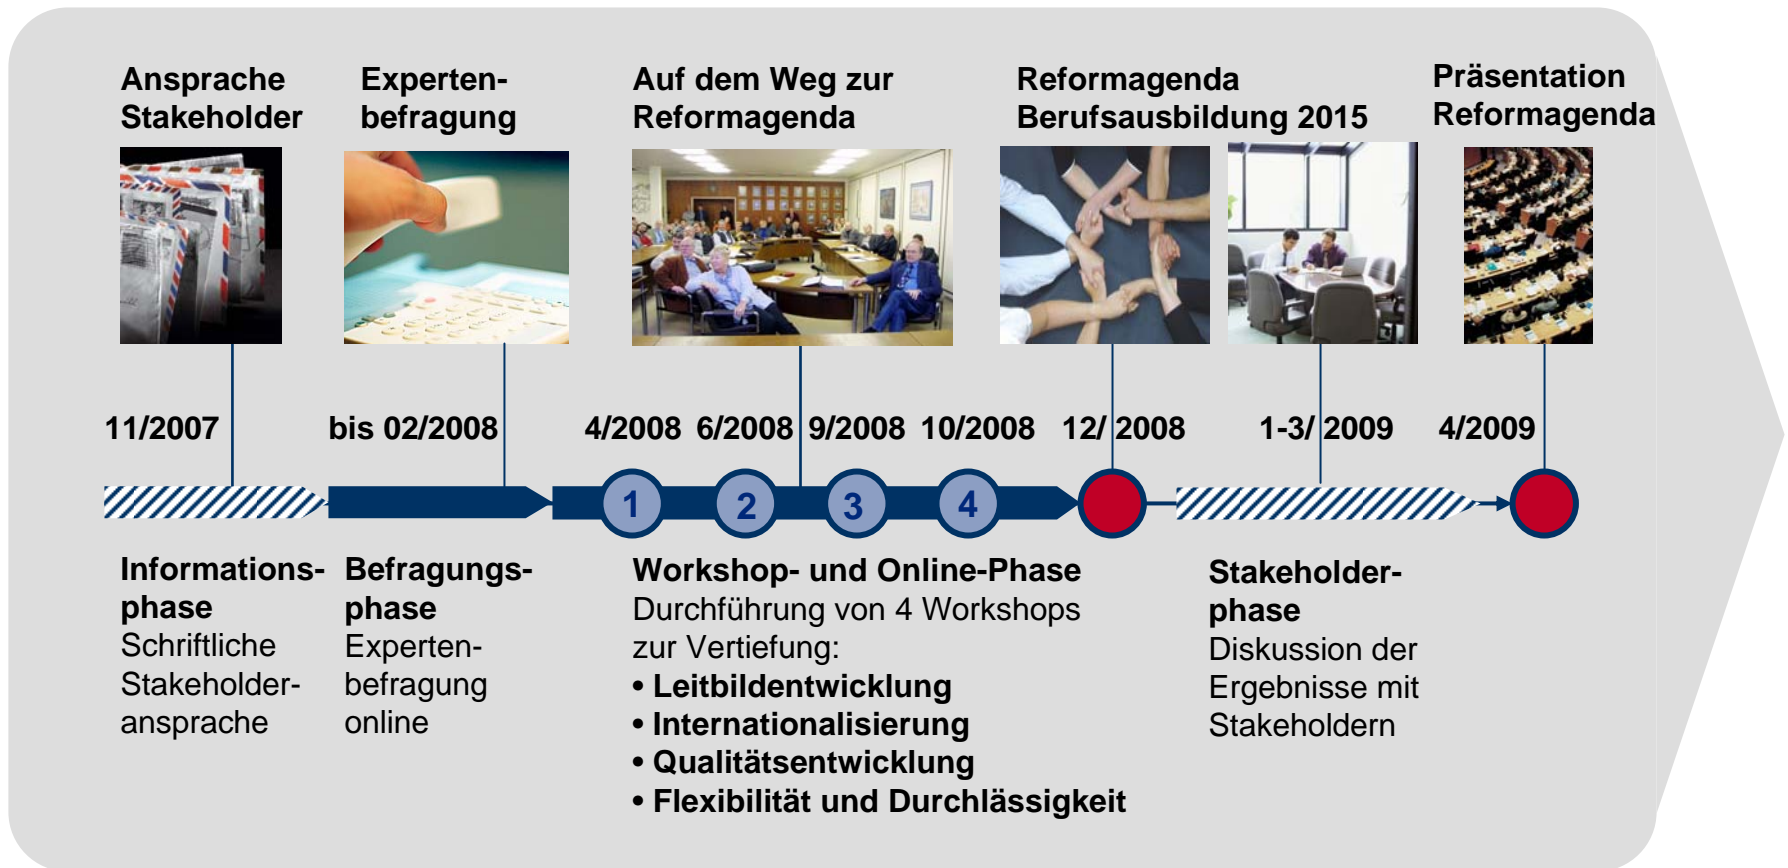 Ansprache
Stakeholder
Experten-
befragung
Auf dem Weg zur
Reformagenda
Reformagenda
Berufsausbildung 2015
Präsentation
Reformagenda
11/2007
bis 02/2008
4/2008
6/2008
9/2008
10/2008
12/ 2008
1-3/ 2009
4/2009
1
2
3
4
Informations-
phase
Schriftliche
Stakeholder-
ansprache
Befragungs-
phase
Experten-
befragung
online
Workshop- und Online-Phase
Durchführung von 4 Workshops
zur Vertiefung:
• Leitbildentwicklung
• Internationalisierung
• Qualitätsentwicklung
• Flexibilität und Durchlässigkeit
Stakeholder-
phase
Diskussion der
Ergebnisse mit
Stakeholdern